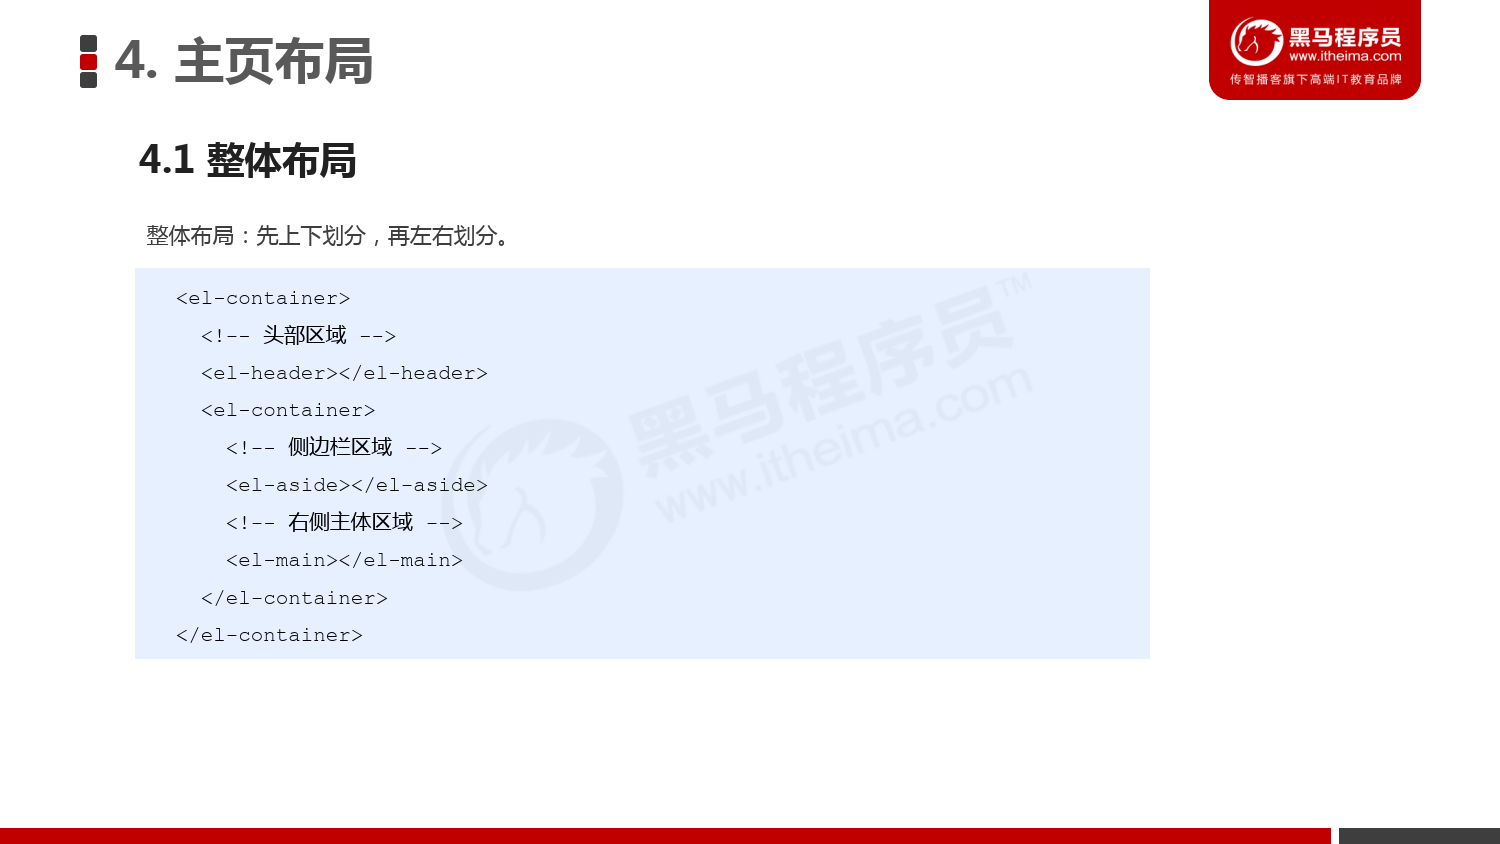 4. 主页布局
黑马程序员
www.itheima.com
传智播客旗下高端IT教育品牌
4.1 整体布局
整体布局：先上下划分，再左右划分。
<el-container>
<!-- 头部区域 -->
<el-header></el-header>
<el-container>
<!-- 侧边栏区域 -->
<el-aside></el-aside>
<!-- 右侧主体区域 -->
<el-main></el-main>
</el-container>
</el-container>
黑马程序员™
www.itheima.com